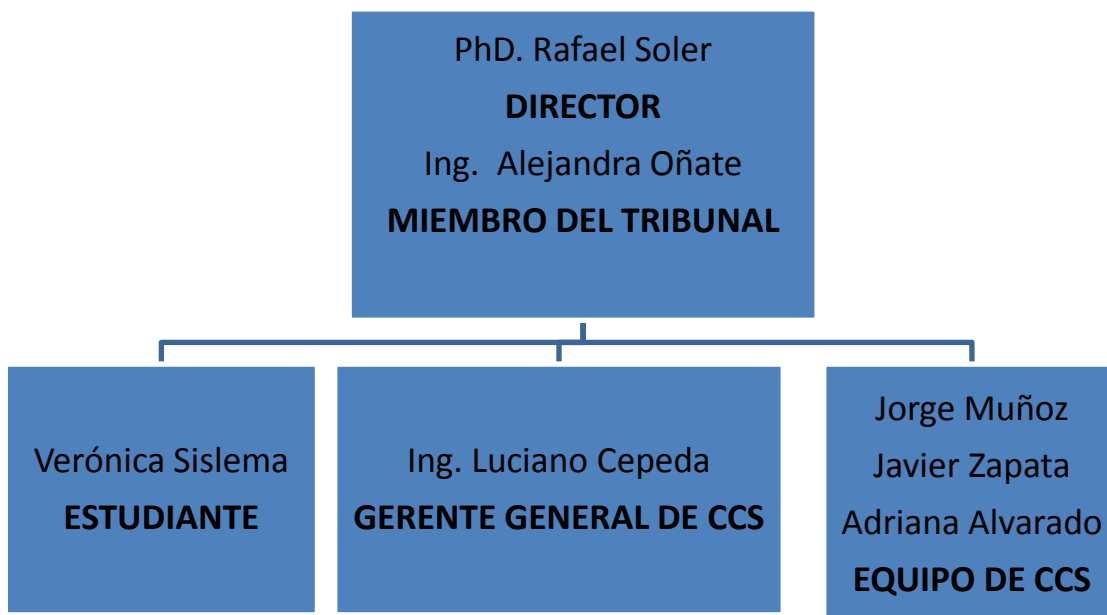 PhD. Rafael Soler
DIRECTOR
Ing. Alejandra Oñate
MIEMBRO DEL TRIBUNAL
Verónica Sislema
ESTUDIANTE
Ing. Luciano Cepeda
GERENTE GENERAL DE CCS
Jorge Muñoz
Javier Zapata
Adriana Alvarado
EQUIPO DE CCS